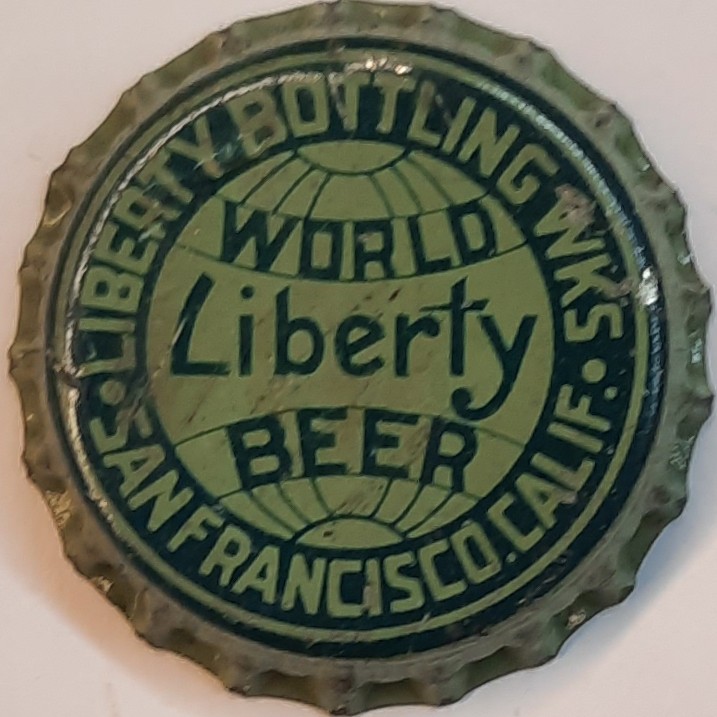 LIBERTY BOTTLING WKS
WORLD
Liberty
BEER
• SAN FRANCISCO. CALIF. •